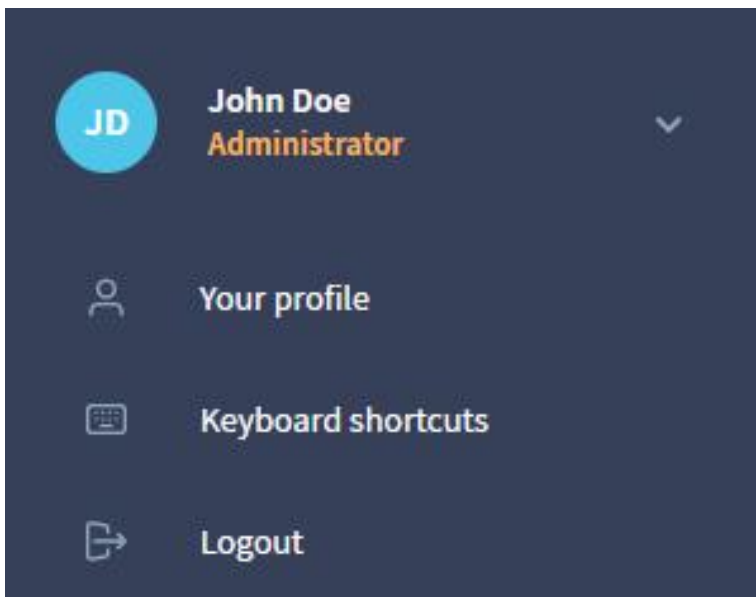 JD
John Doe
Administrator
Your profile
Keyboard shortcuts
Logout